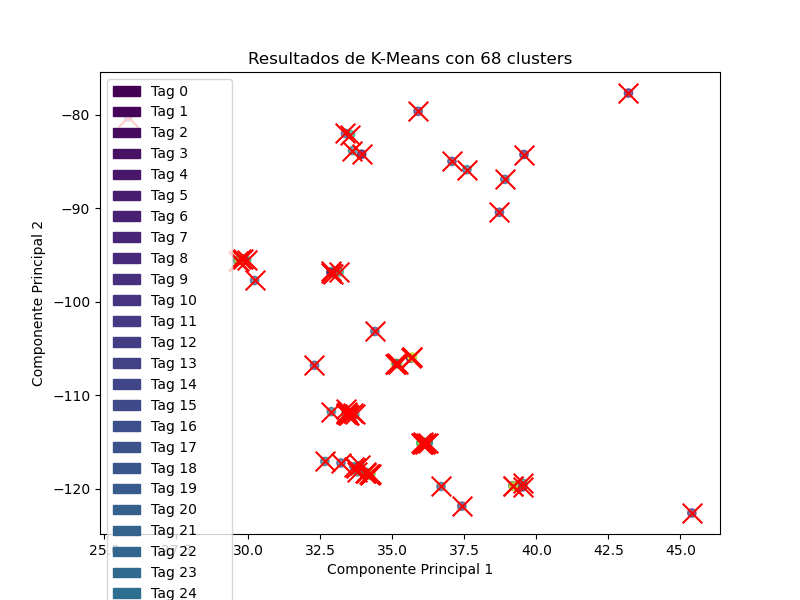 Resultados de K-Means con 68 clusters
Componente Principal 2
−80
−90
−100
−110
−120
Tag 0
Tag 1
Tag 2
Tag 3
Tag 4
Tag 5
Tag 6
Tag 7
Tag 8
Tag 9
Tag 10
Tag 11
Tag 12
Tag 13
Tag 14
Tag 15
Tag 16
Tag 17
Tag 18
Tag 19
Tag 20
Tag 21
Tag 22
Tag 23
Tag 24
30.0 32.5 35.0 37.5 40.0 42.5 45.0
Componente Principal 1